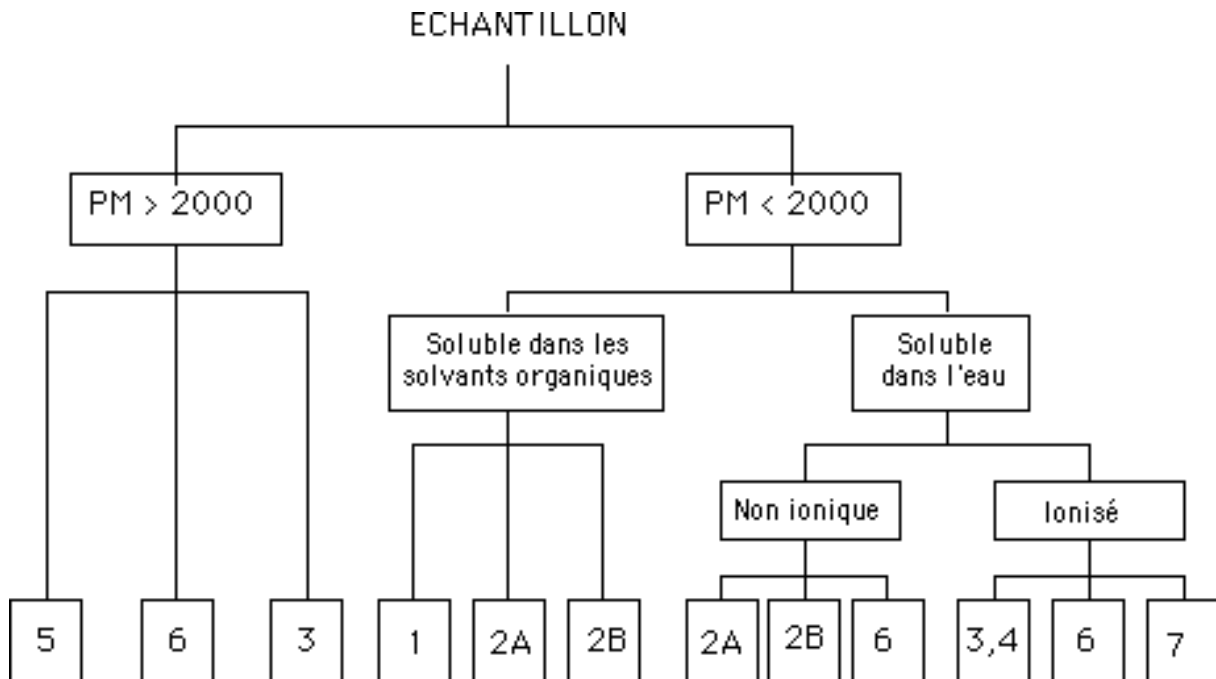 ECHANTILLON
PM > 2000
PM < 2000
Soluble dans les
solvants organiques
Soluble
dans l'eau
Non ionique
Ionisé
5
6
3
1
2A
2B
2A
2B
6
3,4
6
7